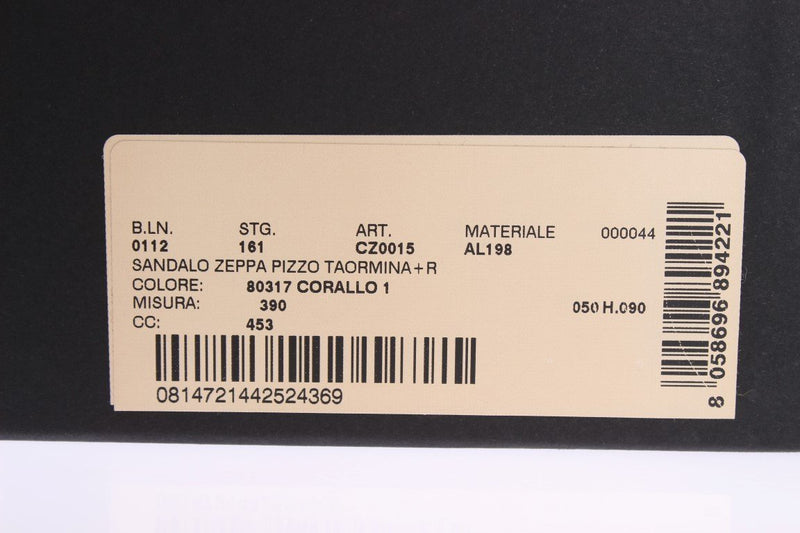 B.LN. STG. ART. MATERIALE 000044
0112 161 CZ0015 AL198
SANDALO ZEPPA PIZZO TAORMINA+R
COLORE: 80317 CORALLO 1
MISURA: 390 050 H.090
CC: 453
0814721442524369
8 058696 894221